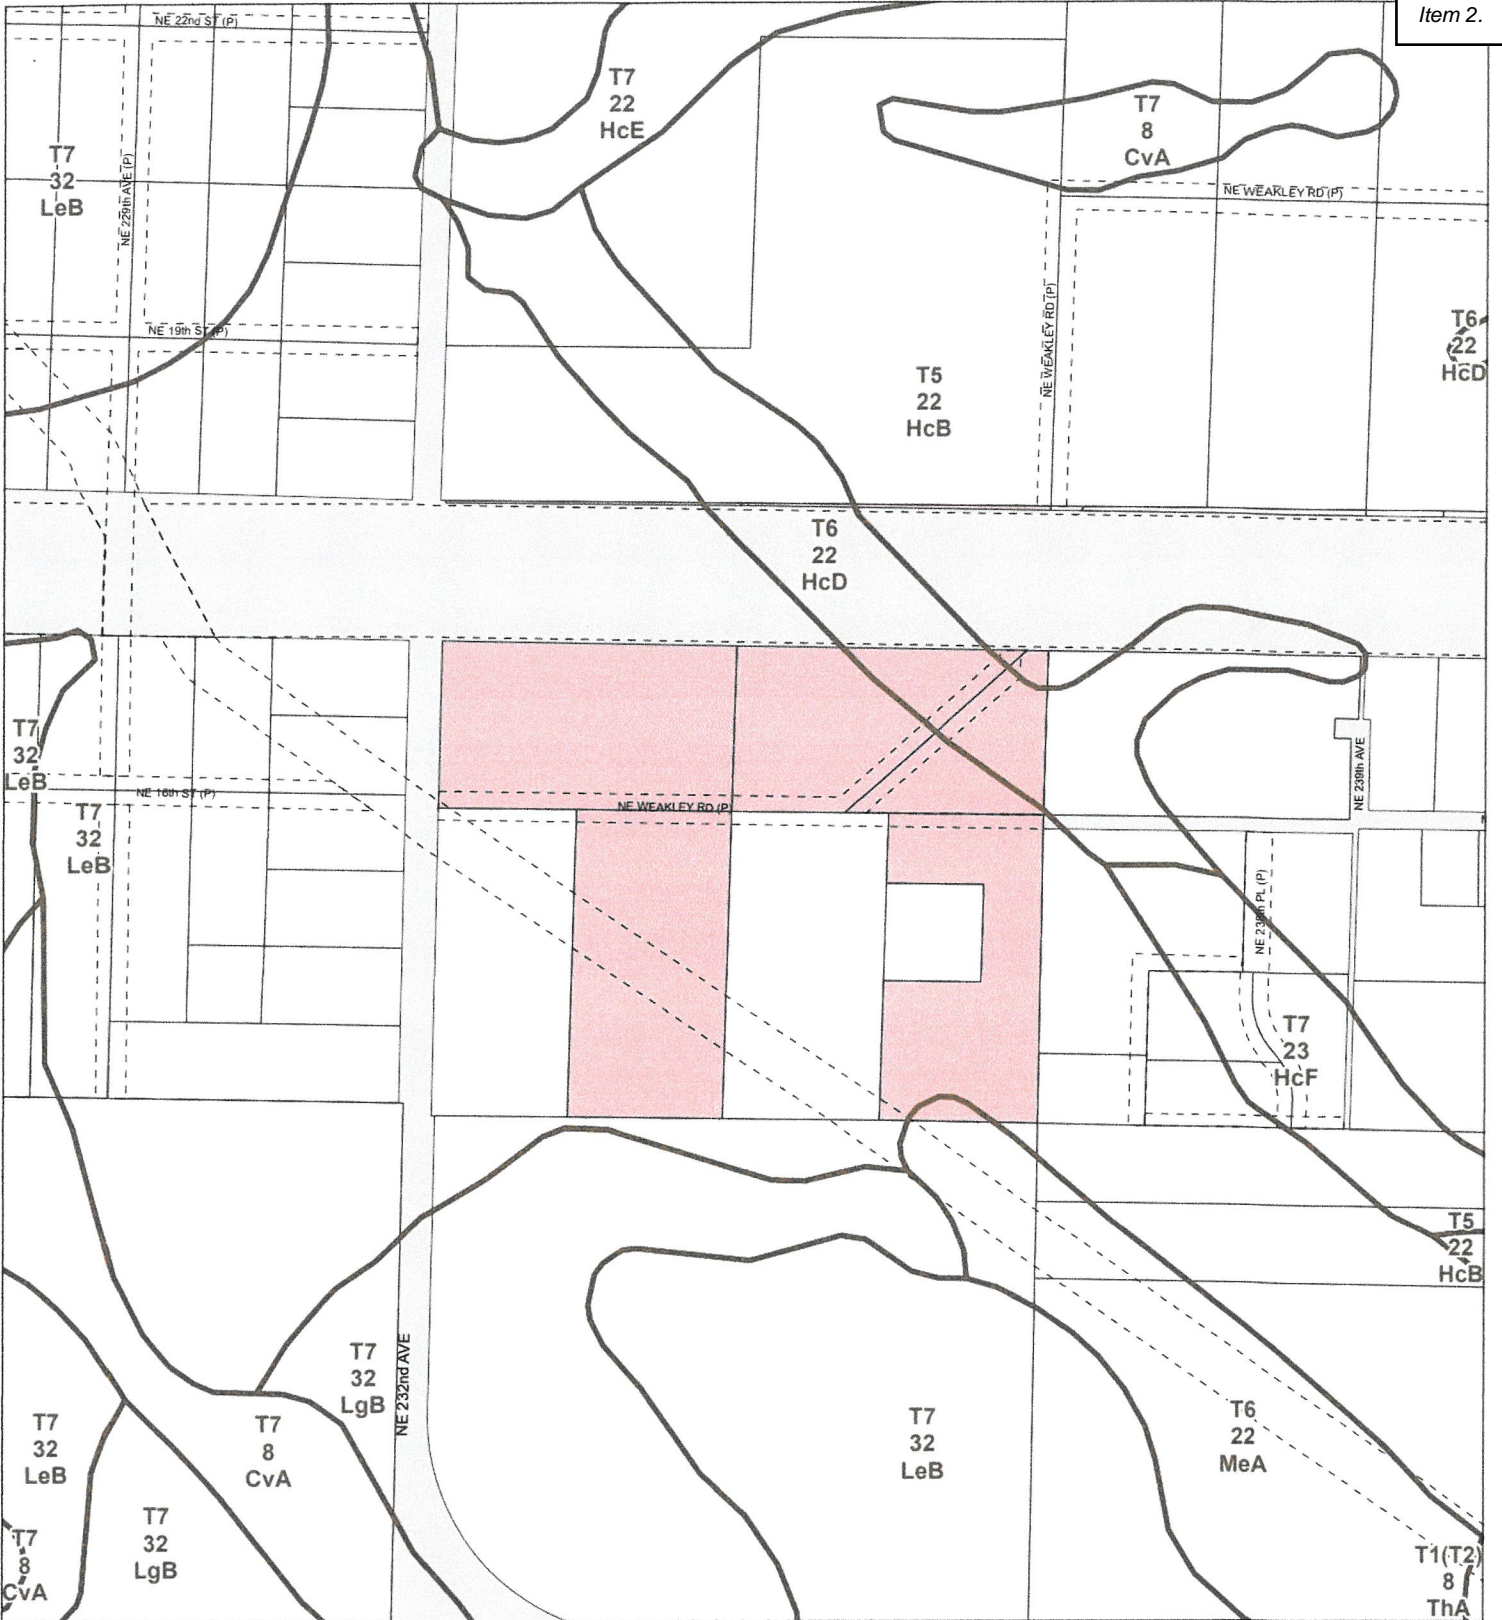 Item 2.
NE 22nd ST (P)
T7
22
HcE
T7
8
CvA
T7
32
LeB
NE 229th AVE (P)
NE WEAKLEY RD (P)
NE WEAKLEY RD (P)
NE 19th ST (P)
T6
22
HcD
T5
22
HcB
T6
22
HcD
T7
32
LeB
NE 16th ST (P)
NE WEAKLEY RD (P)
NE 239th AVE
T7
32
LeB
NE 238th PL (P)
T7
23
HcF
T5
22
HcB
T7
32
LgB
NE 232nd AVE
T7
32
LeB
T7
8
CvA
T7
32
LeB
T6
22
MeA
T7
32
LgB
T7
8
CvA
T1(T2)
8
ThA